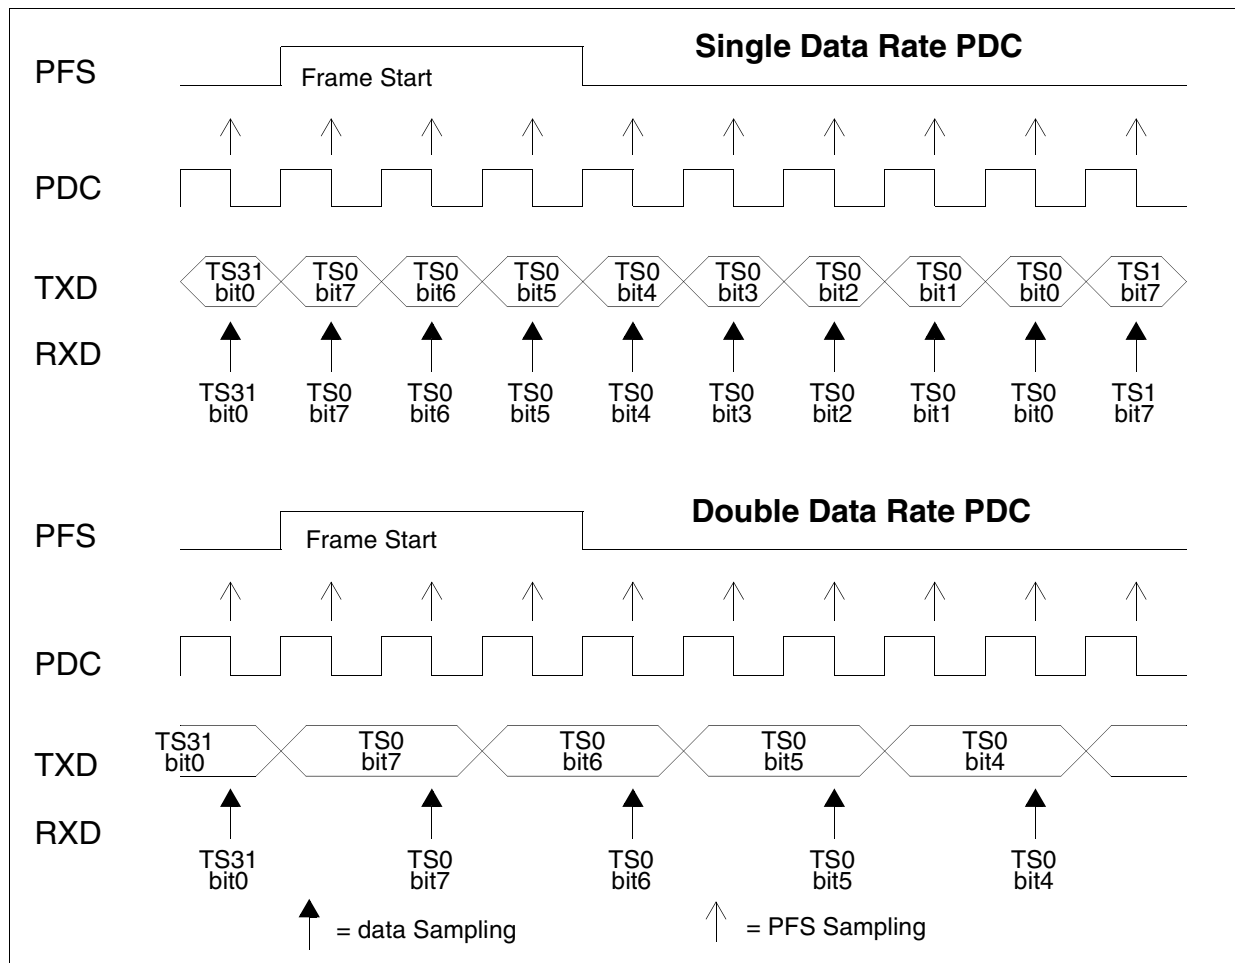 Single Data Rate PDC
PFS
Frame Start
PDC
TXD
TS31 TS0 TS0 TS0 TS0 TS0 TS0 TS0 TS0 TS1
bit0 bit7 bit6 bit5 bit4 bit3 bit2 bit1 bit0 bit7
RXD
TS31 TS0 TS0 TS0 TS0 TS0 TS0 TS0 TS0 TS1
bit0 bit7 bit6 bit5 bit4 bit3 bit2 bit1 bit0 bit7
Double Data Rate PDC
PFS
Frame Start
PDC
TXD
TS31 TS0 TS0 TS0 TS0
bit0 bit7 bit6 bit5 bit4
RXD
TS31 TS0 TS0 TS0 TS0
bit0 bit7 bit6 bit5 bit4
= data Sampling
= PFS Sampling